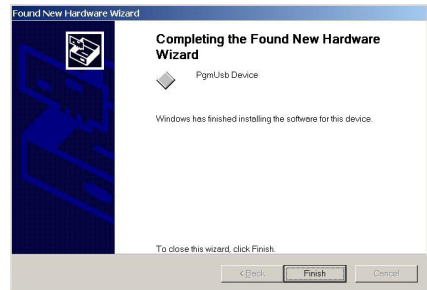 Found New Hardware Wizard
Completing the Found New Hardware
Wizard
PgmUsb Device
Windows has finished installing the software for this device.
To close this wizard, click Finish.
< Back
Finish
Cancel